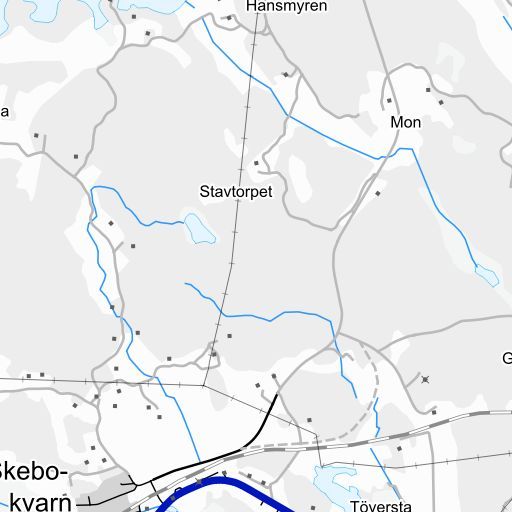 Hansmyren
a
Mon
Stavtorpet
G
Skebo-
kvarn
Töversta